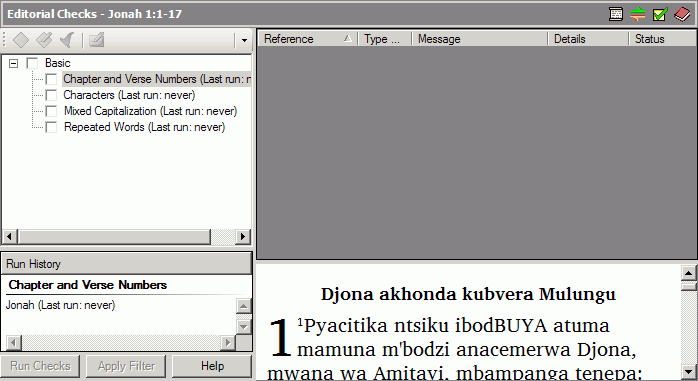 Editorial Checks - Jonah 1:1-17
Basic
Chapter and Verse Numbers (Last run: n
Characters (Last run: never)
Mixed Capitalization (Last run: never)
Repeated Words (Last run: never)
Run History
Chapter and Verse Numbers
Jonah (Last run: never)
Run Checks Apply Filter Help
Reference Type ... Message Details Status
Djona akhonda kubvera Mulungu
1 1Pyacitika ntsiku ibodBUYA atuma
mamuna m'bodzi anacemerwa Djona,
mwana wa Amitayi, mbampanga tenepa: